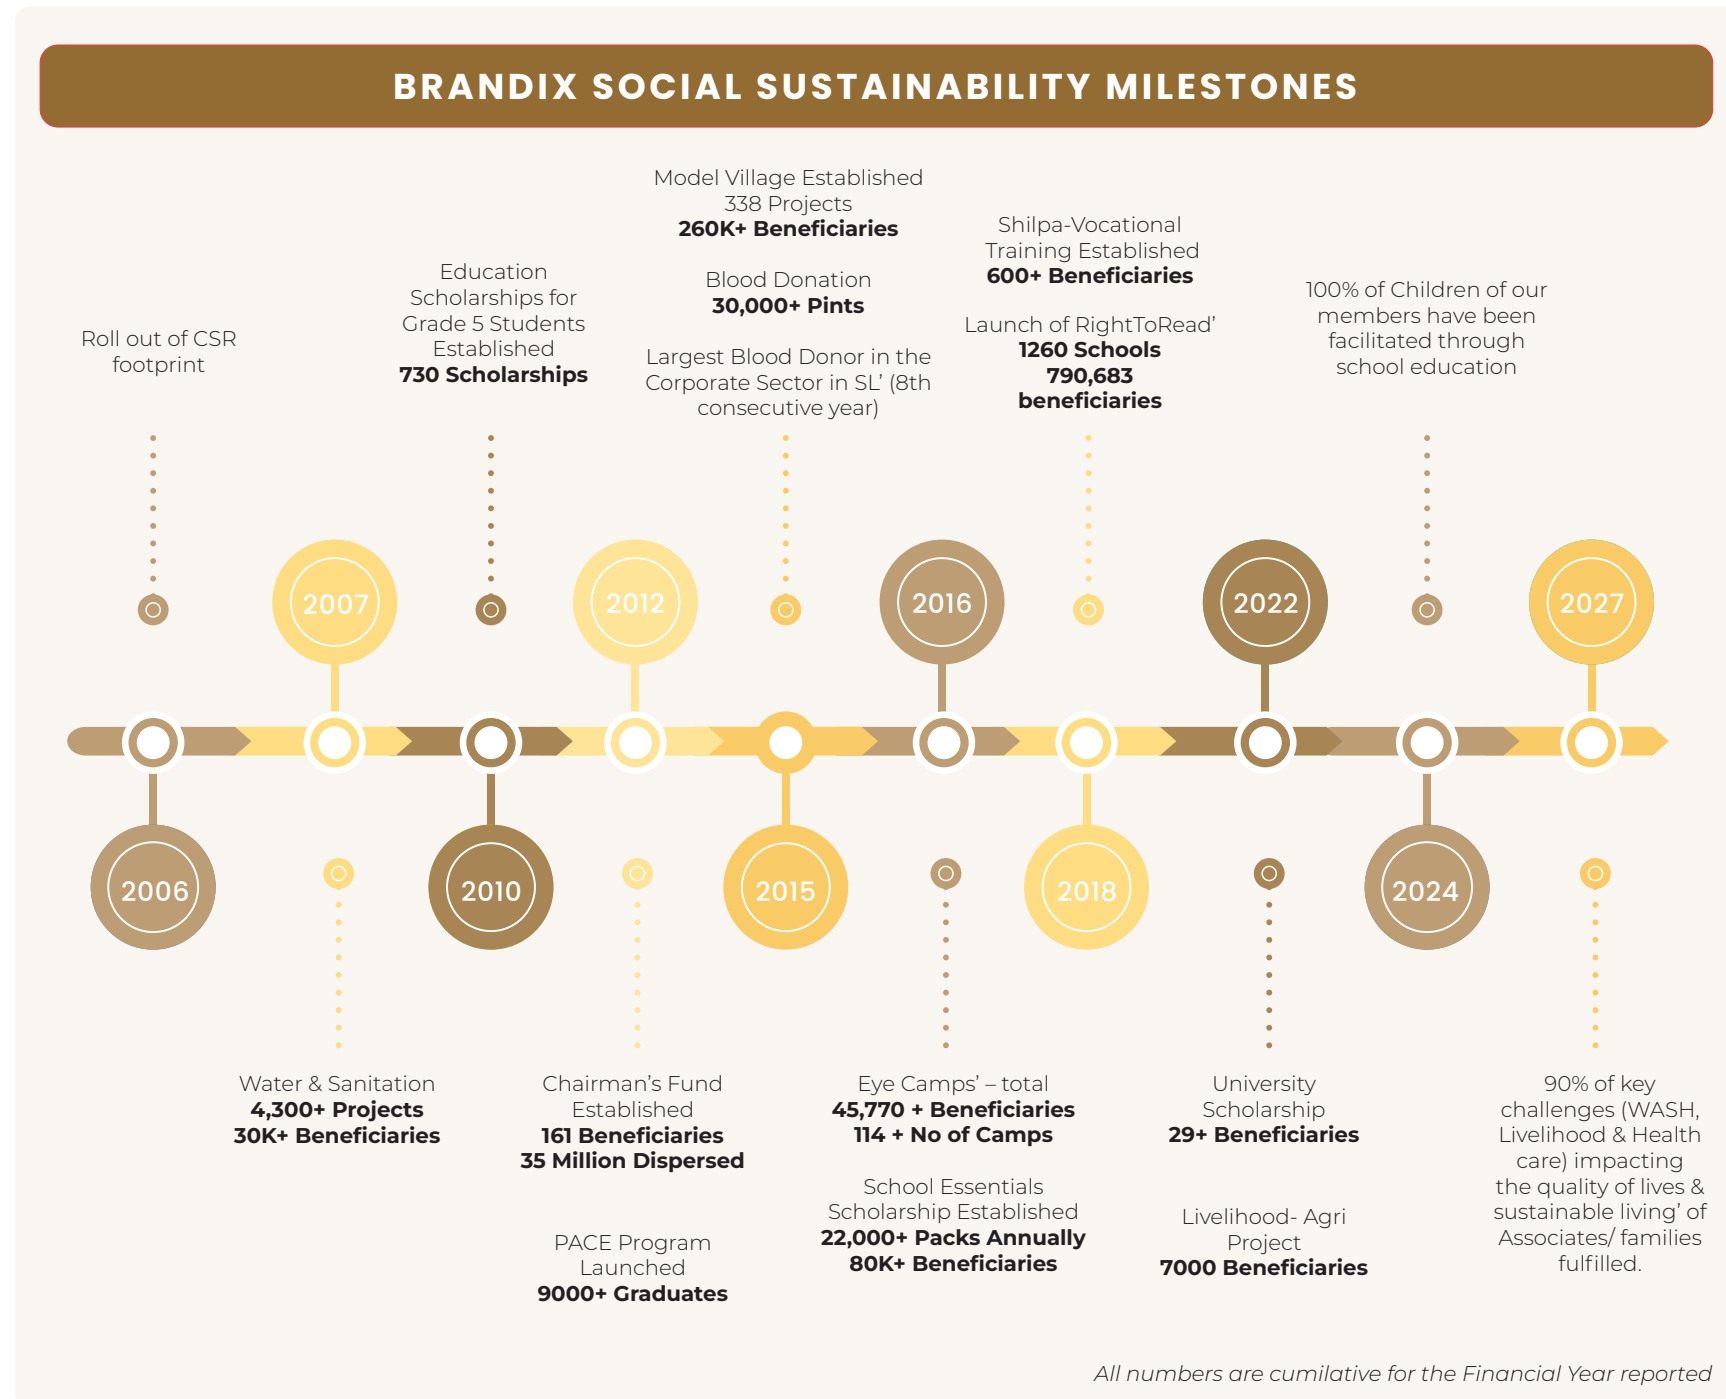 BRANDIX SOCIAL SUSTAINABILITY MILESTONES
Roll out of CSR
footprint
Education
Scholarships for
Grade 5 Students
Established
730 Scholarships
Model Village Established
338 Projects
260K+ Beneficiaries
Blood Donation
30,000+ Pints
Largest Blood Donor in the
Corporate Sector in SL’ (8th
consecutive year)
Shilpa-Vocational
Training Established
600+ Beneficiaries
Launch of RightToRead’
1260 Schools
790,683
beneficiaries
100% of Children of our
members have been
facilitated through
school education
2007
2012
2016
2022
2027
2006
2010
2015
2018
2024
Water & Sanitation
4,300+ Projects
30K+ Beneficiaries
Chairman’s Fund
Established
161 Beneficiaries
35 Million Dispersed
PACE Program
Launched
9000+ Graduates
Eye Camps’ – total
45,770 + Beneficiaries
114 + No of Camps
School Essentials
Scholarship Established
22,000+ Packs Annually
80K+ Beneficiaries
University
Scholarship
29+ Beneficiaries
Livelihood- Agri
Project
7000 Beneficiaries
90% of key
challenges (WASH,
Livelihood & Health
care) impacting
the quality of lives &
sustainable living’ of
Associates/ families
fulfilled.
All numbers are cumilative for the Financial Year reported